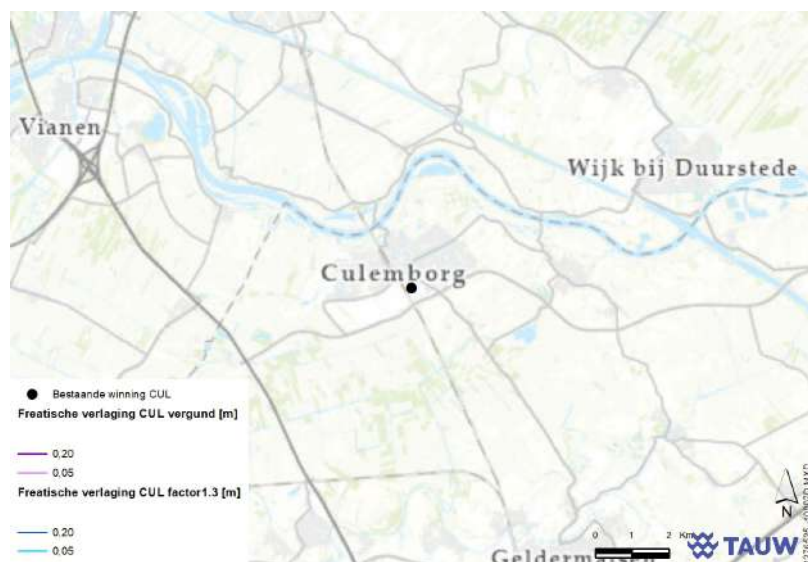 Vianen
Wijk bij Duurstede
Culemborg
Bestaande winning CUL
Freatische verlaging CUL vergund [m]
0,20
0,05
Freatische verlaging CUL factor1.3 [m]
0,20
0,05
N
0 1 2 Km
TAUW
Geldermalsen